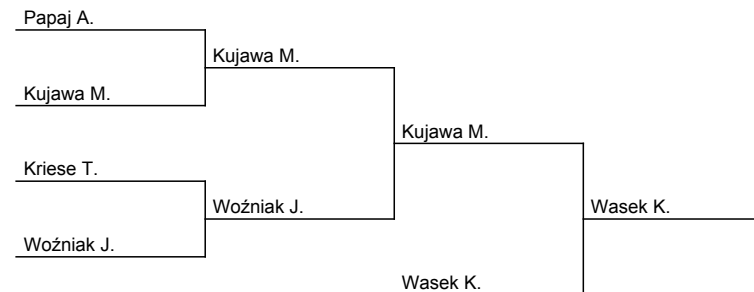 Papaj A.
Kujawa M.
Kujawa M.
Kujawa M.
Kriese T.
Woźniak J.
Wasek K.
Woźniak J.
Wasek K.